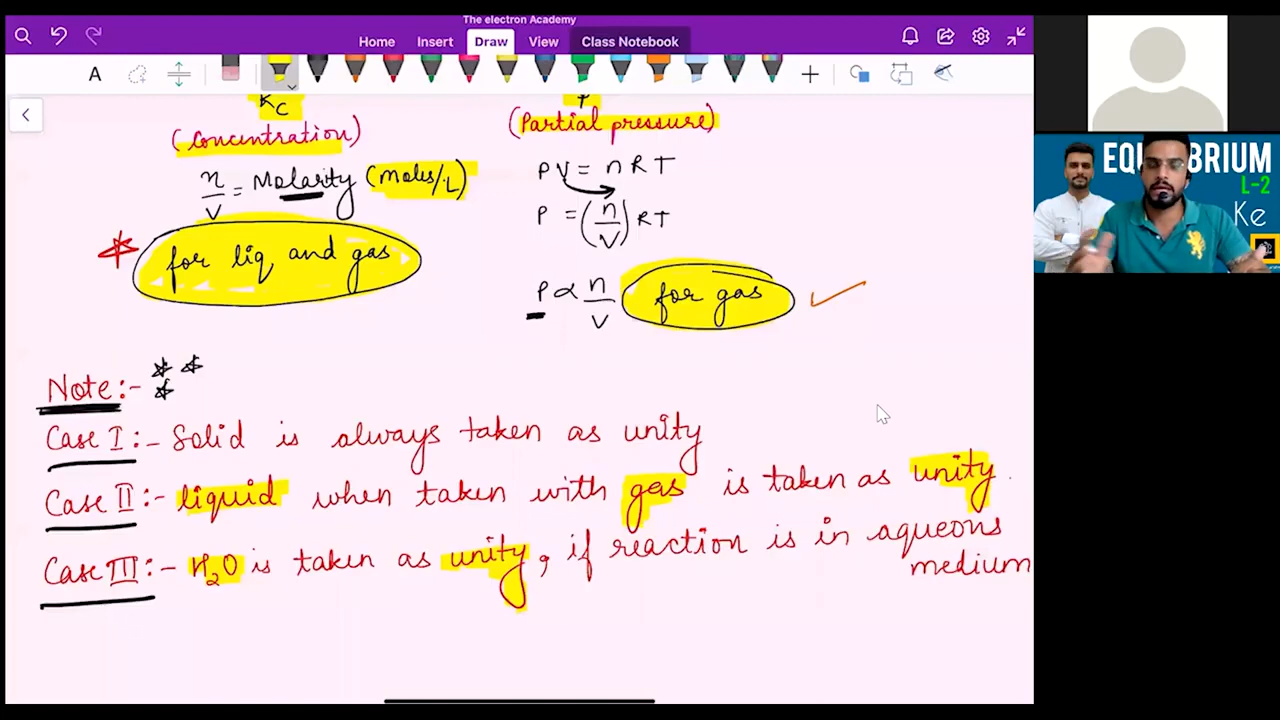 The electron Academy
Home Insert Draw View Class Notebook
A
Kc
(Concentration)
n/V = Molarity (moles/L)
* for liq and gas
(Partial pressure)
PV = nRT
P = (n/V) RT
P ∝ n/V for gas ✓
Note:-
Case I:- Solid is always taken as unity
Case II:- liquid when taken with gas is taken as unity.
Case III:- H₂O is taken as unity, if reaction is in aqueous
medium
L-2
Ke